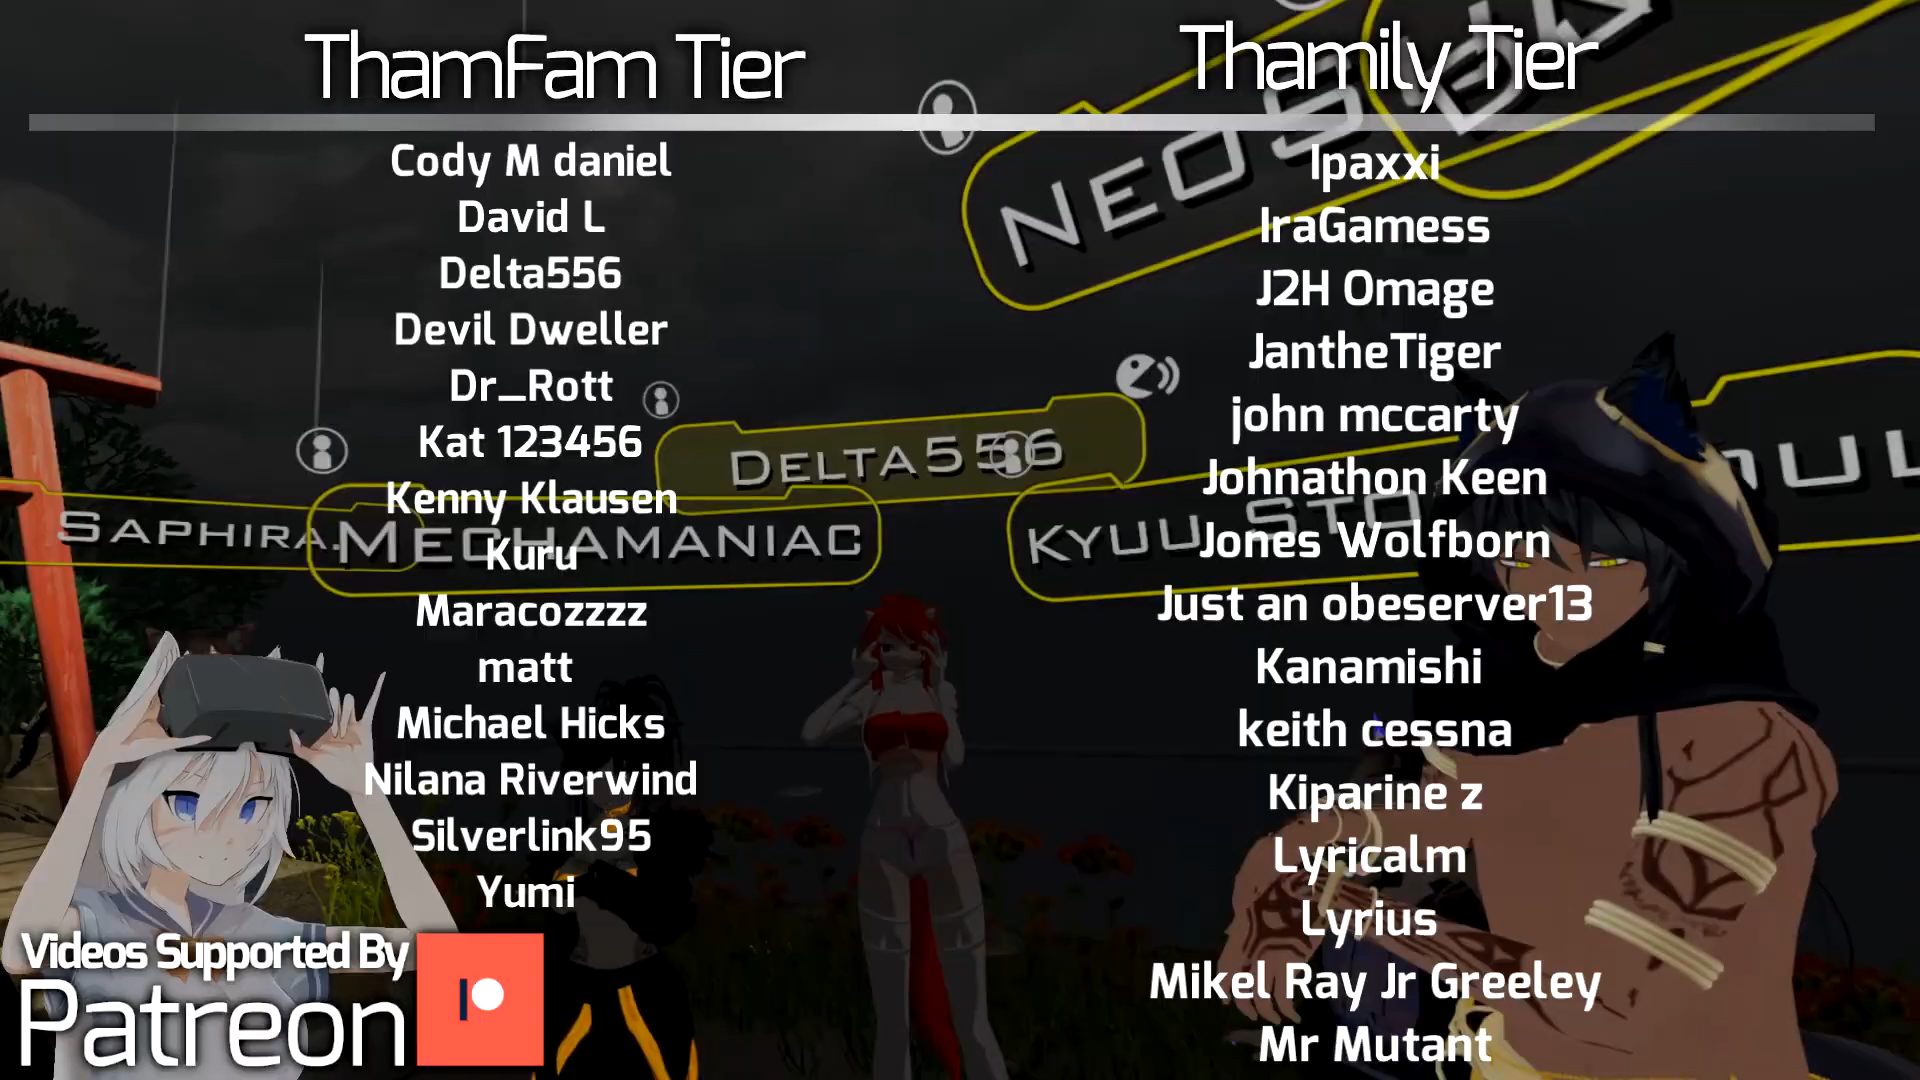 ThamFam Tier
Cody M daniel
David L
Delta556
Devil Dweller
Dr_Rott
Kat 123456
Kenny Klausen
Kuru
Maracozzzz
matt
Michael Hicks
Nilana Riverwind
Silverlink95
Yumi
Thamily Tier
Ipaxxi
IraGamess
J2H Omage
JantheTiger
john mccarty
Johnathon Keen
Jones Wolfborn
Just an obeserver13
Kanamishi
keith cessna
Kiparine z
Lyricalm
Lyrius
Mikel Ray Jr Greeley
Mr Mutant
Delta556
Saphira
Mechamaniac
Kyuu
Videos Supported By
Patreon